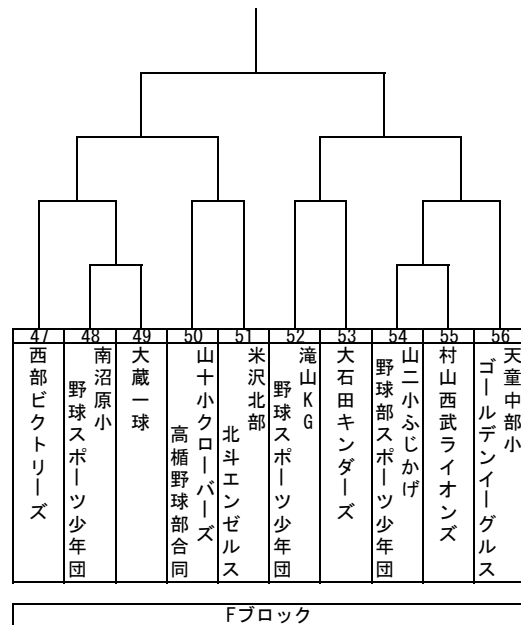 47
西部ビクトリーズ
48
南沼原小
野球スポーツ少年団
49
大蔵一球
50
山十小クローバーズ
高楯野球部合同
51
米沢北部
北斗エンゼルス
52
滝山KG
野球スポーツ少年団
53
大石田キンダーズ
54
山二小ふじかげ
野球部スポーツ少年団
55
村山西武ライオンズ
56
天童中部小
ゴールデンイーグルス
Fブロック